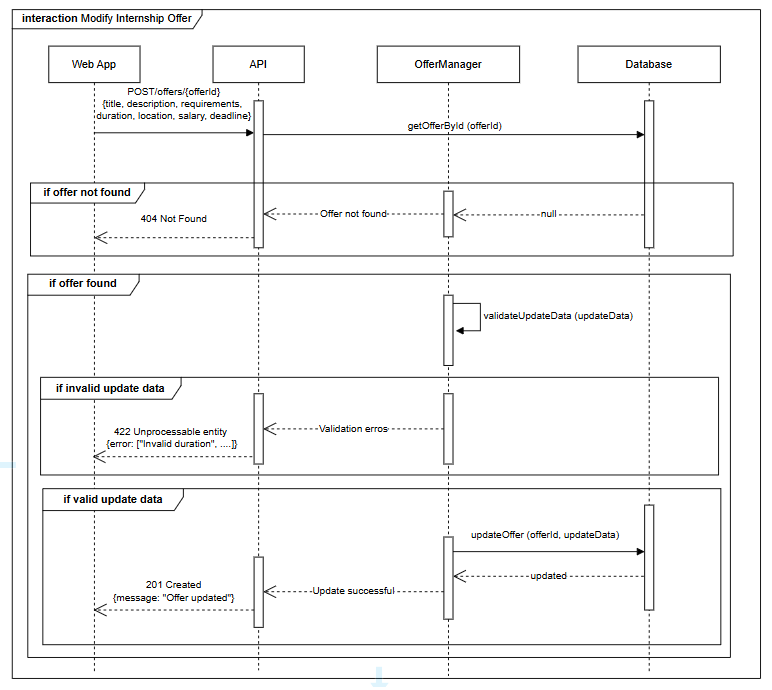 interaction Modify Internship Offer
Web App
API
OfferManager
Database
POST/offers/{offerId}
{title, description, requirements,
duration, location, salary, deadline}
getOfferById (offerId)
if offer not found
404 Not Found
Offer not found
null
if offer found
validateUpdateData (updateData)
if invalid update data
422 Unprocessable entity
{error: ["Invalid duration", ....]}
Validation erros
if valid update data
updateOffer (offerId, updateData)
updated
201 Created
{message: "Offer updated"}
Update successful